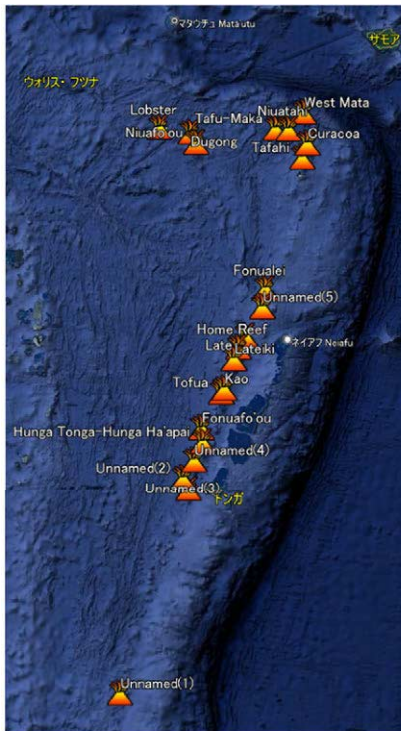 マタウチュ Mata'utu
サモア
ウォリス・フツナ
West Mata
Lobster
Tafu-Maka
Niuatahi
Niuafo'ou
Dugong
Tafahi
Curacoa
Fonualei
Unnamed(5)
Home Reef
Late
Lateiki
ネイアフ Neiafu
Tofua
Kao
Fonuafo'ou
Hunga Tonga-Hunga Ha'apai
Unnamed(4)
Unnamed(2)
Unnamed(3)
トンガ
Unnamed(1)